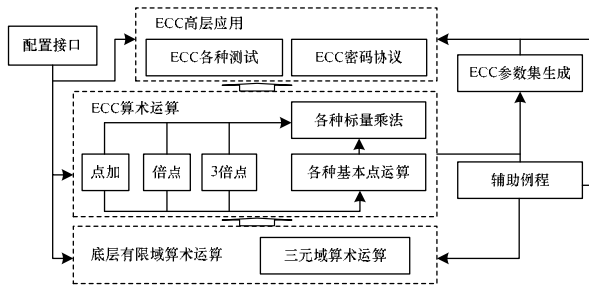 ECC高层应用
配置接口
ECC各种测试
ECC密码协议
ECC参数集生成
ECC算术运算
各种标量乘法
点加
倍点
3倍点
各种基本点运算
辅助例程
底层有限域算术运算
三元域算术运算